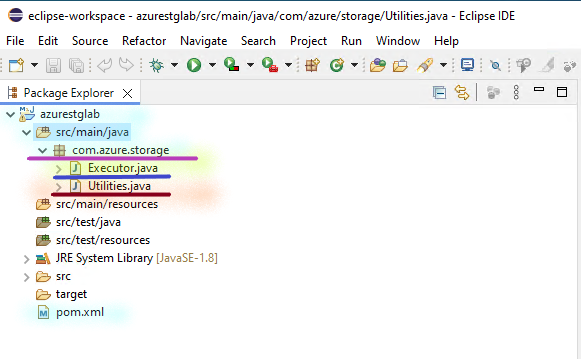 eclipse-workspace - azurestglab/src/main/java/com/azure/storage/Utilities.java - Eclipse IDE
File Edit Source Refactor Navigate Search Project Run Window Help
Package Explorer
azurestglab
src/main/java
com.azure.storage
Executor.java
Utilities.java
src/main/resources
src/test/java
src/test/resources
JRE System Library [JavaSE-1.8]
src
target
pom.xml